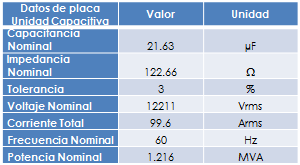 Datos de placa
Unidad Capacitiva
Valor
Unidad
Capacitancia
Nominal
21.63
µF
Impedancia
Nominal
122.66
Ω
Tolerancia
3
%
Voltaje Nominal
12211
Vrms
Corriente Total
99.6
Arms
Frecuencia Nominal
60
Hz
Potencia Nominal
1.216
MVA